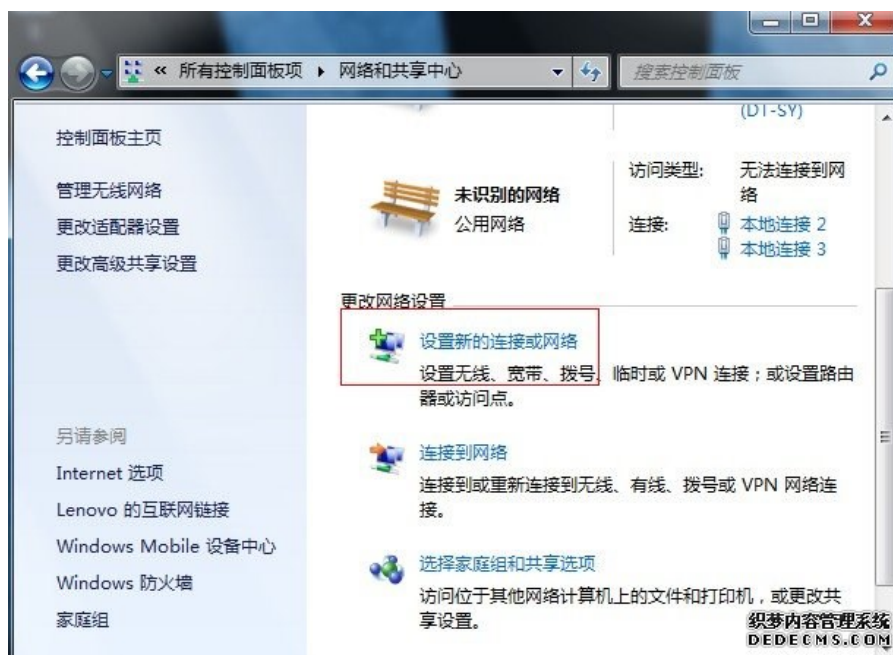 « 所有控制面板项 ▸ 网络和共享中心
搜索控制面板
控制面板主页
管理无线网络
更改适配器设置
更改高级共享设置
另请参阅
Internet 选项
Lenovo 的互联网链接
Windows Mobile 设备中心
Windows 防火墙
家庭组
(DT-SY)
未识别的网络
公用网络
访问类型: 无法连接到网
络
连接: 本地连接 2
本地连接 3
更改网络设置
设置新的连接或网络
设置无线、宽带、拨号、临时或 VPN 连接；或设置路由
器或访问点。
连接到网络
连接到或重新连接到无线、有线、拨号或 VPN 网络连
接。
选择家庭组和共享选项
访问位于其他网络计算机上的文件和打印机，或更改共
享设置。
织梦内容管理系统
DEDECMS.COM